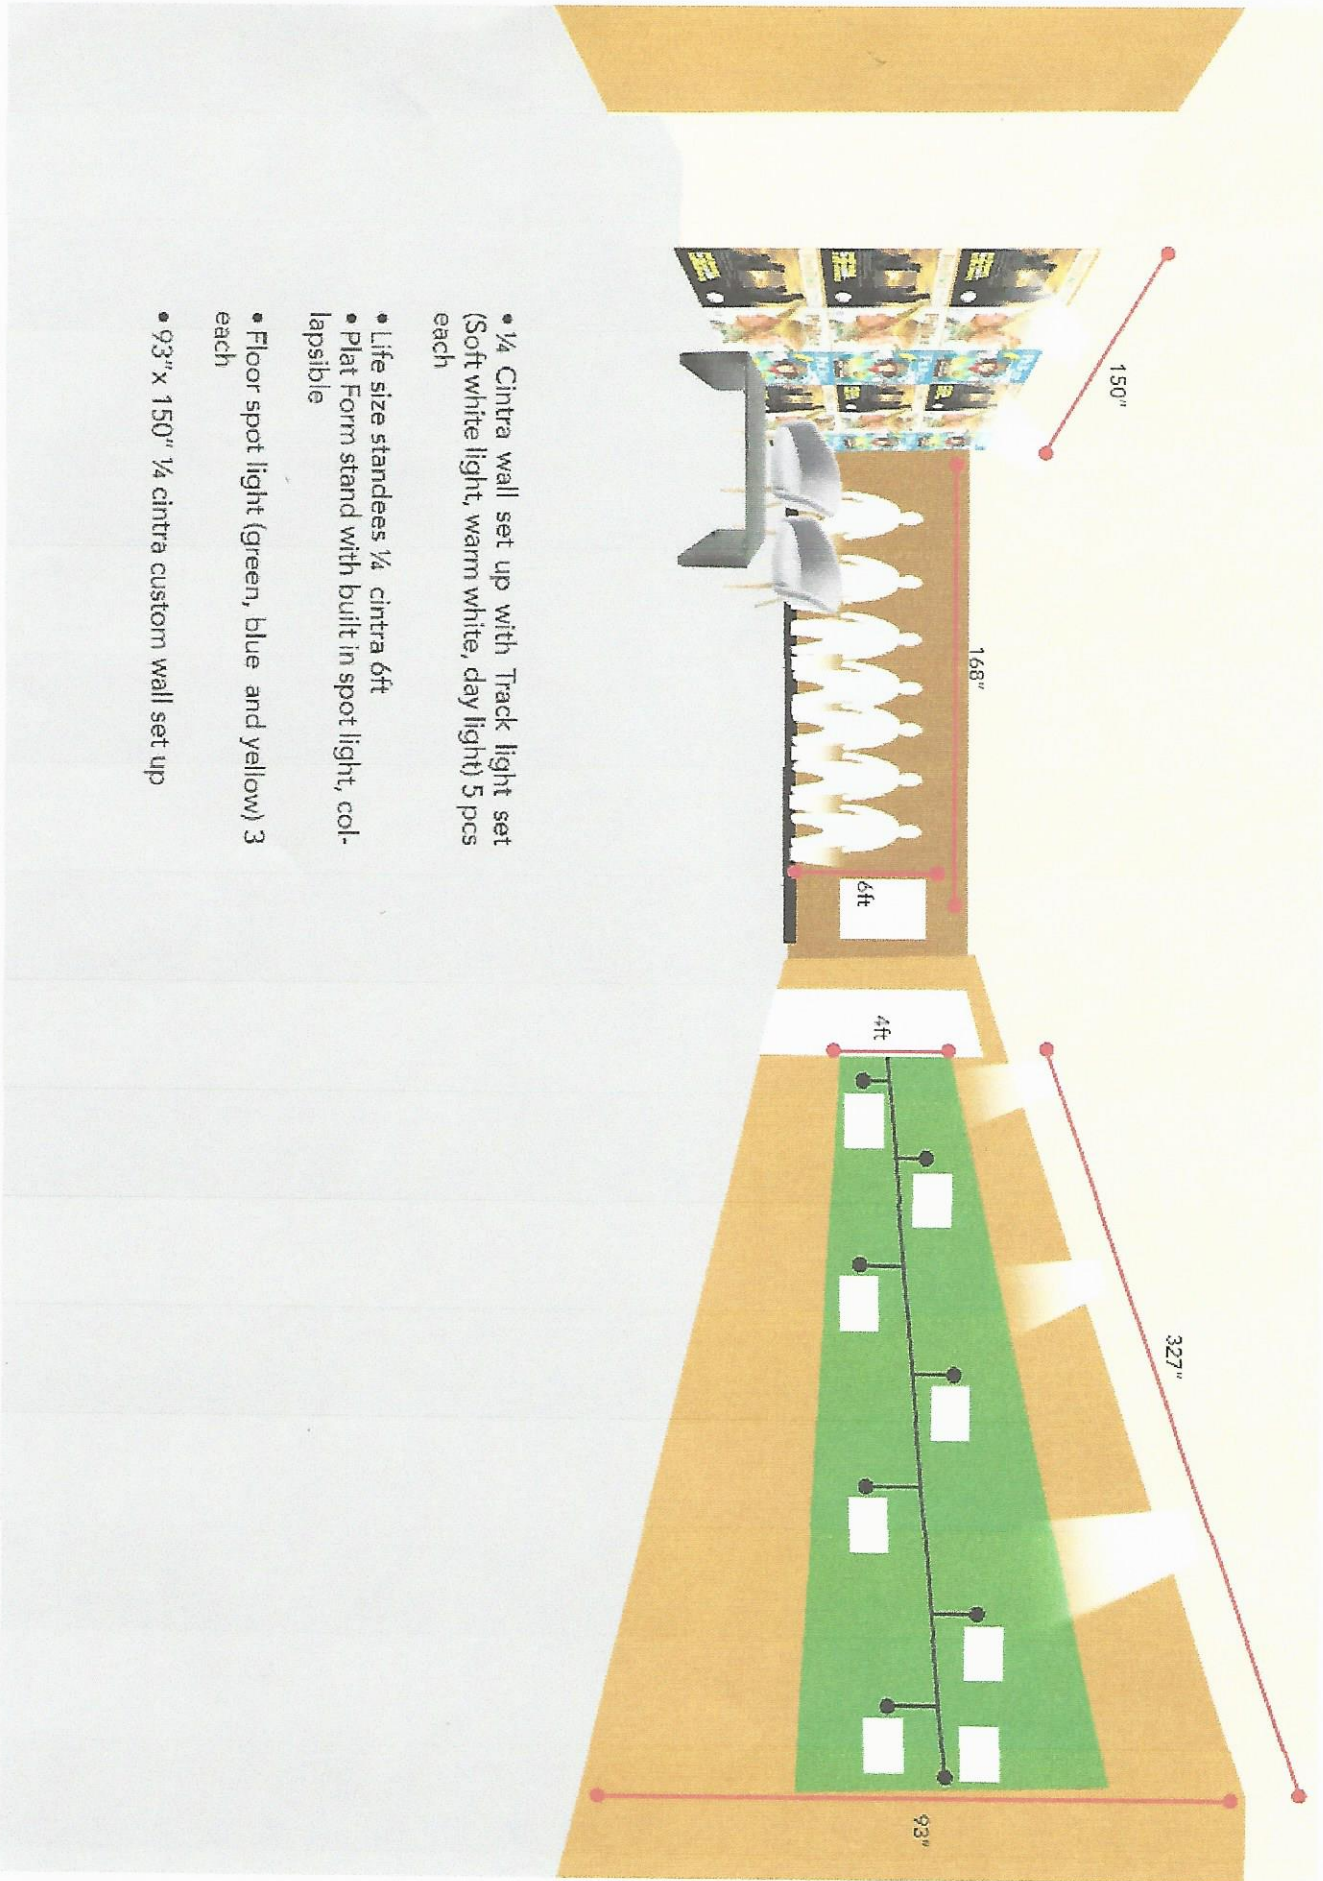 150"
168"
6ft
4ft
327"
93"
• ¼ Cintra wall set up with Track light set
(Soft white light, warm white, day light) 5 pcs
each
• Life size standees ¼ cintra 6ft
• Plat Form stand with built in spot light, col-
lapsible
• Floor spot light (green, blue and yellow) 3
each
• 93"x 150" ¼ cintra custom wall set up